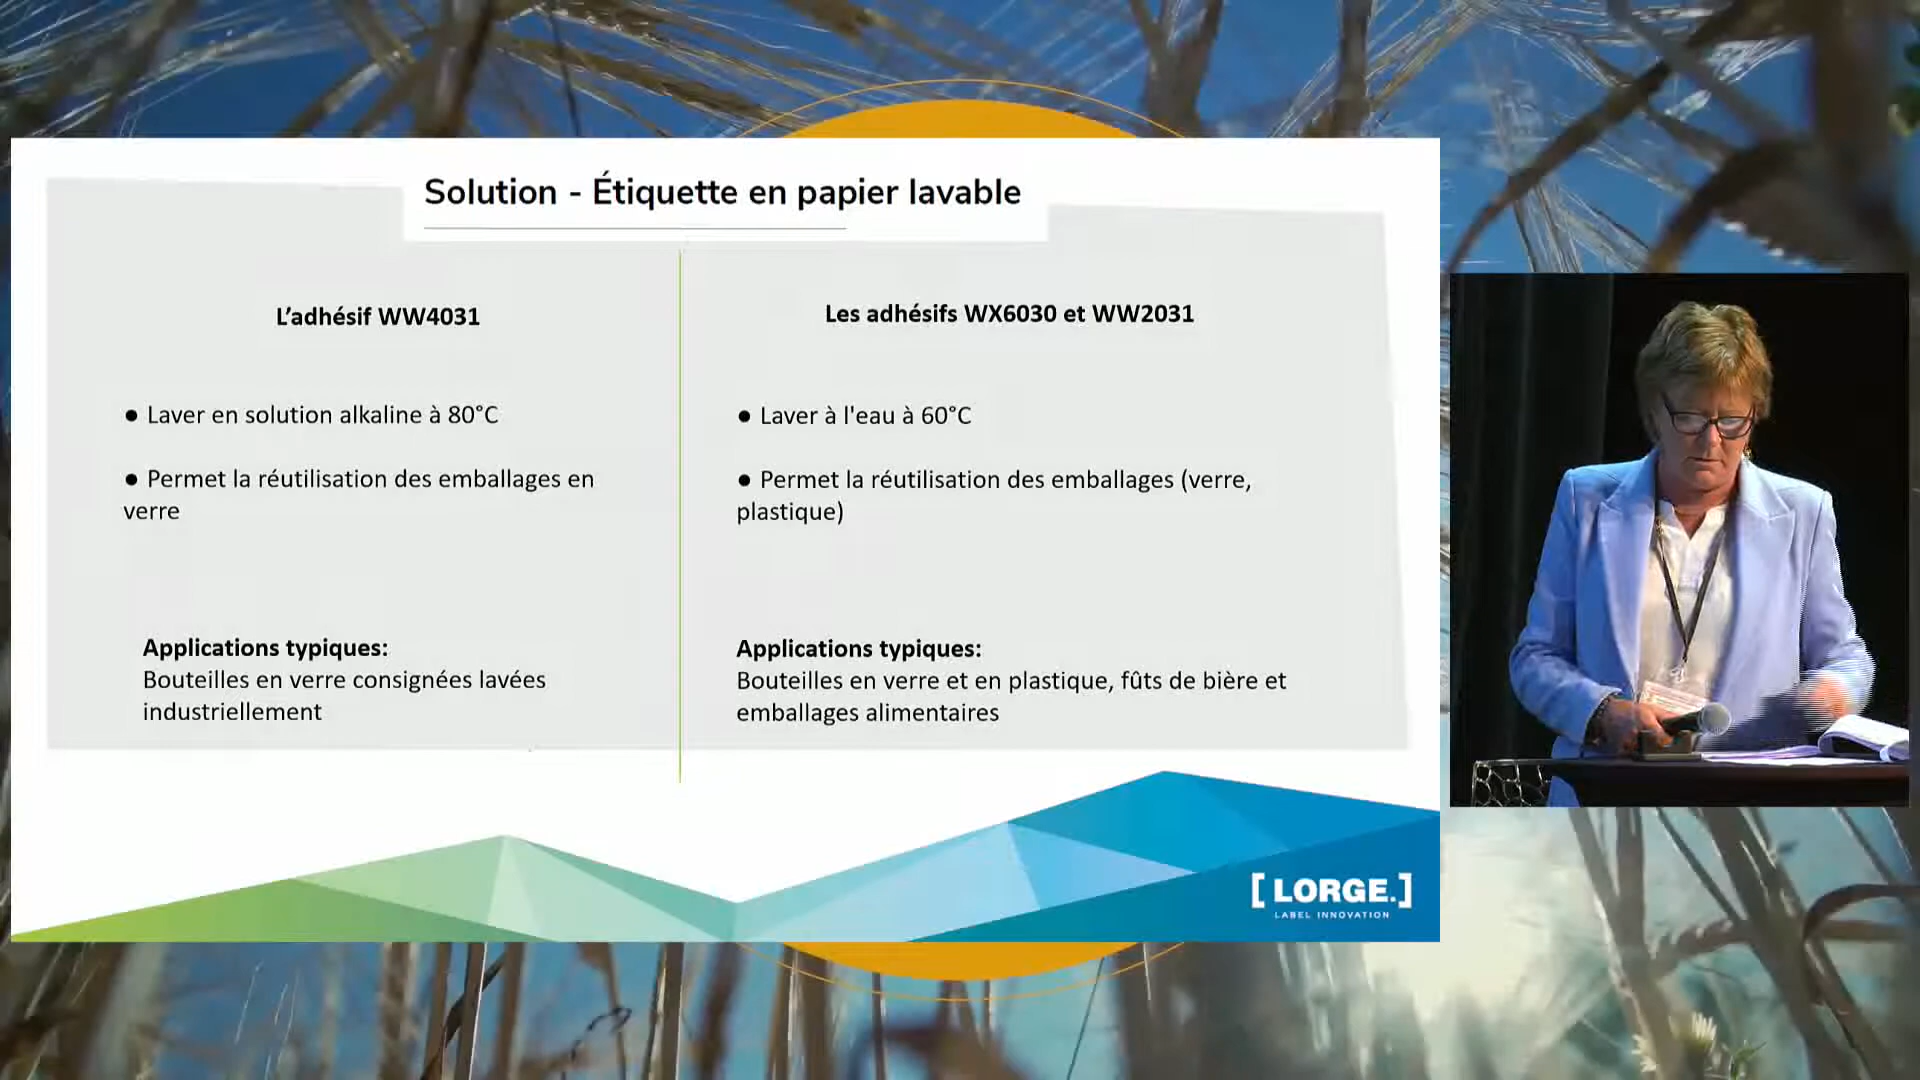 Solution - Étiquette en papier lavable
L'adhésif WW4031
● Laver en solution alkaline à 80°C
● Permet la réutilisation des emballages en
verre
Applications typiques:
Bouteilles en verre consignées lavées
industriellement
Les adhésifs WX6030 et WW2031
● Laver à l'eau à 60°C
● Permet la réutilisation des emballages (verre,
plastique)
Applications typiques:
Bouteilles en verre et en plastique, fûts de bière et
emballages alimentaires
[ LORGE.]
LABEL INNOVATION